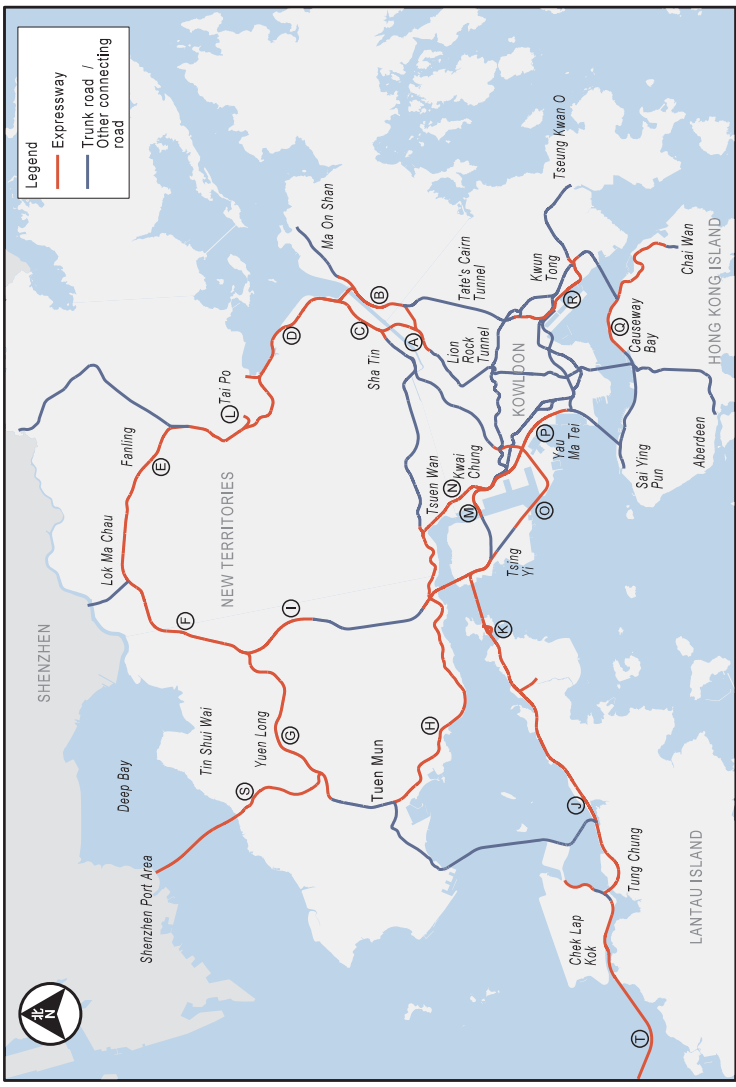 Legend
Expressway
Trunk road /
Other connecting
road
SHENZHEN
Deep Bay
Shenzhen Port Area
Tin Shui Wai
Yuen Long
Lok Ma Chau
Fanling
Tai Po
NEW TERRITORIES
Tuen Mun
Ma On Shan
Sha Tin
Tsuen Wan
Kwai
Chung
Tsing
Yi
Lion
Rock
Tunnel
Tate's Cairn
Tunnel
KOWLOON
Kwun
Tong
Tseung Kwan O
Yau
Ma Tei
Sai Ying
Pun
Causeway
Bay
Chai Wan
Aberdeen
HONG KONG ISLAND
Chek Lap
Kok
Tung Chung
LANTAU ISLAND
A
B
C
D
E
F
G
H
I
J
K
L
M
N
O
P
Q
R
S
T
北
N